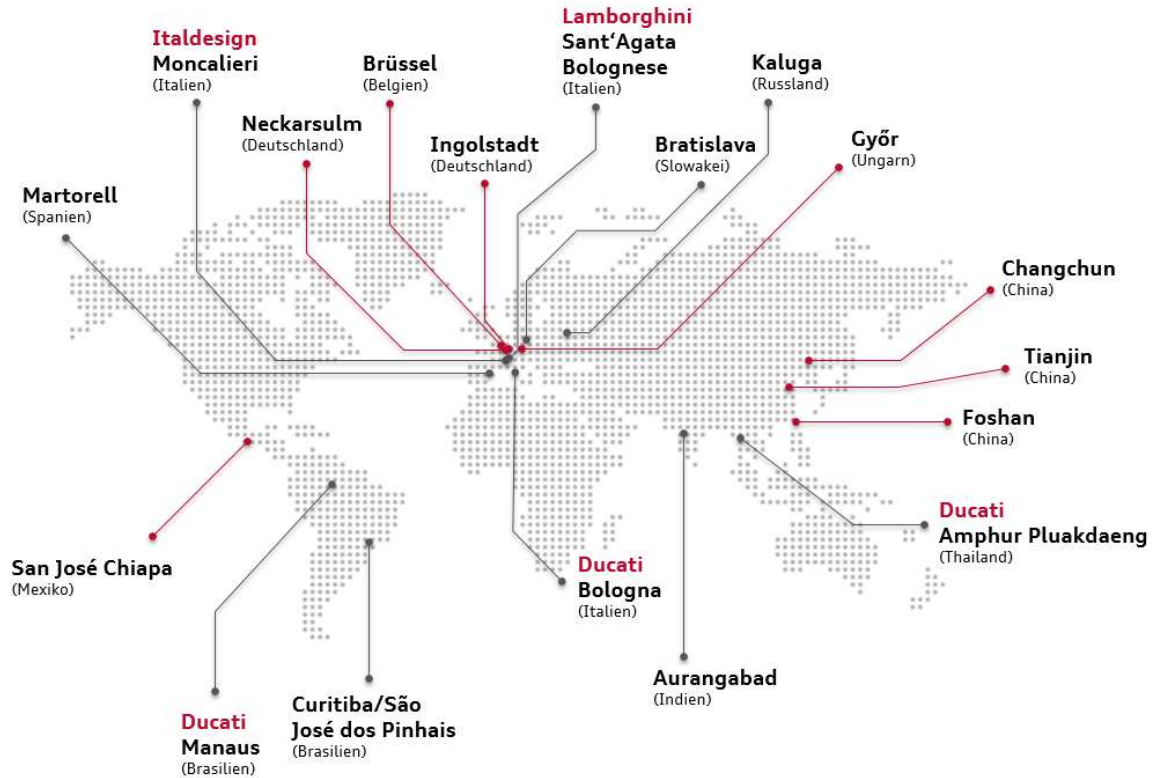 Italdesign
Moncalieri
(Italien)
Brüssel
(Belgien)
Lamborghini
Sant‘Agata
Bolognese
(Italien)
Kaluga
(Russland)
Neckarsulm
(Deutschland)
Ingolstadt
(Deutschland)
Bratislava
(Slowakei)
Győr
(Ungarn)
Martorell
(Spanien)
Changchun
(China)
Tianjin
(China)
Foshan
(China)
Ducati
Amphur Pluakdaeng
(Thailand)
San José Chiapa
(Mexiko)
Ducati
Bologna
(Italien)
Aurangabad
(Indien)
Curitiba/São
José dos Pinhais
(Brasilien)
Ducati
Manaus
(Brasilien)